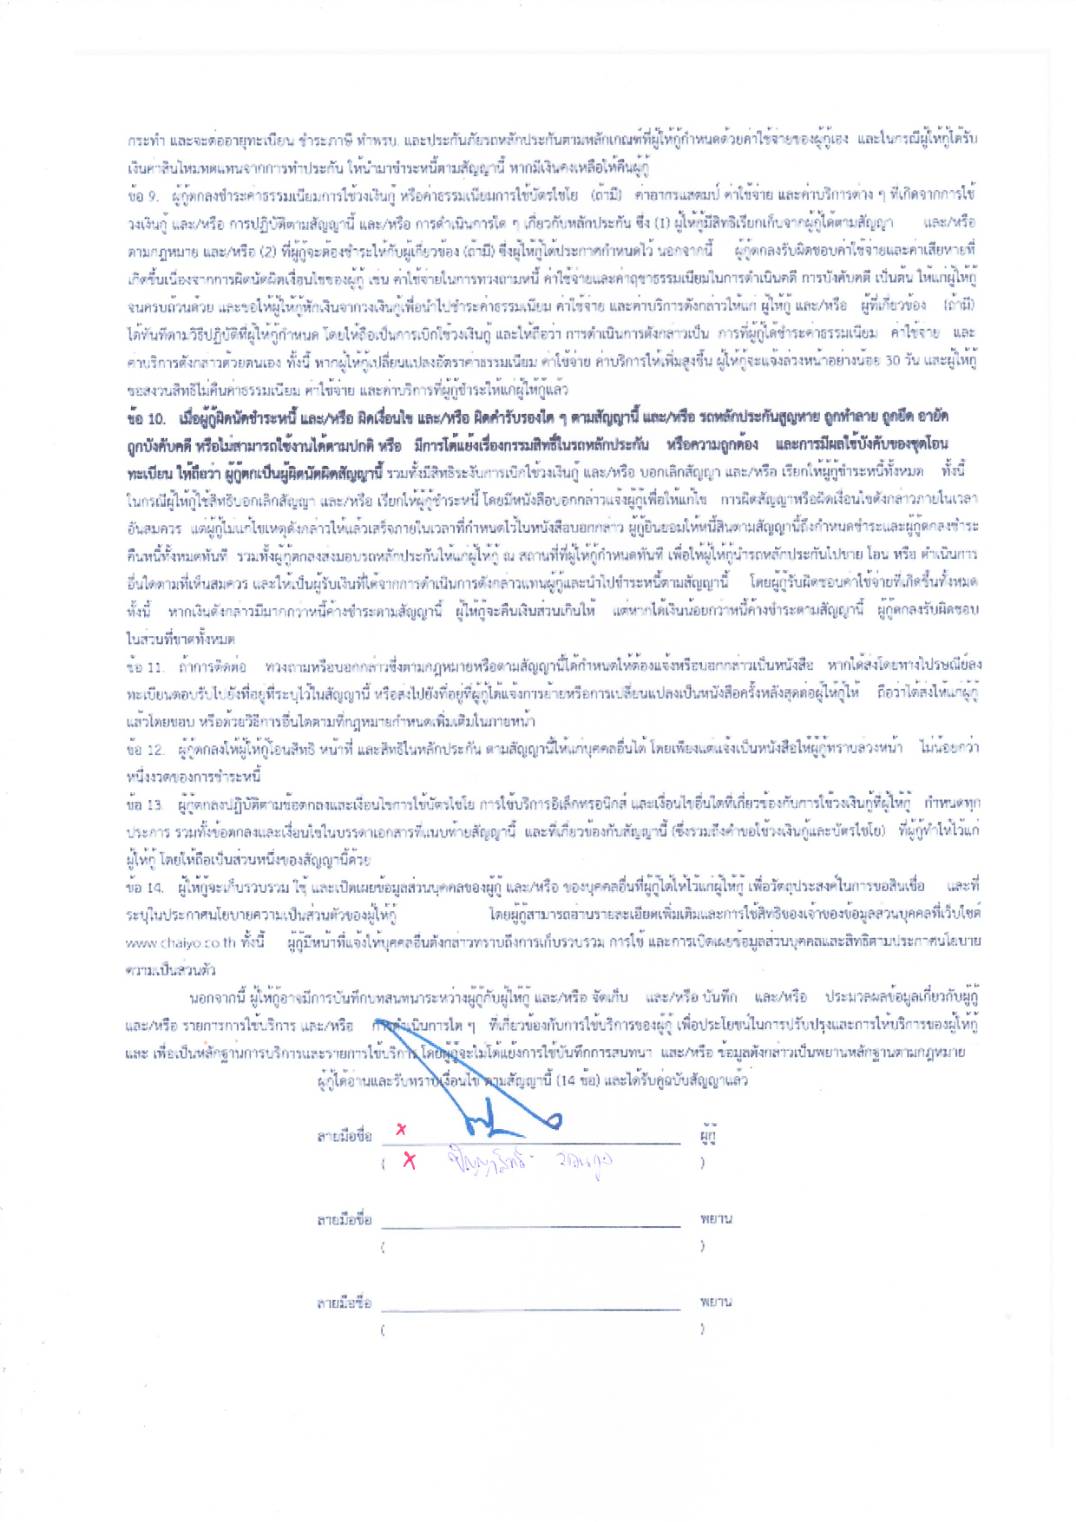 กระทำ และจะต่ออายุทะเบียน ชำระภาษี ทำพรบ. และประกันภัยรถหลักประกันตามหลักเกณฑ์ที่ผู้ให้กู้กำหนดด้วยค่าใช้จ่ายของผู้กู้เอง และในกรณีผู้ให้กู้ได้รับ
เงินค่าสินไหมทดแทนจากการทำประกัน ให้นำมาชำระหนี้ตามสัญญานี้ หากมีเงินคงเหลือให้คืนผู้กู้
ข้อ 9. ผู้กู้ตกลงชำระค่าธรรมเนียมการใช้วงเงินกู้ หรือค่าธรรมเนียมการใช้บัตรไชโย (ถ้ามี) ค่าอากรแสตมป์ ค่าใช้จ่าย และค่าบริการต่าง ๆ ที่เกิดจากการใช้
วงเงินกู้ และ/หรือ การปฏิบัติตามสัญญานี้ และ/หรือ การดำเนินการใด ๆ เกี่ยวกับหลักประกัน ซึ่ง (1) ผู้ให้กู้มีสิทธิเรียกเก็บจากผู้กู้ได้ตามสัญญา และ/หรือ
ตามกฎหมาย และ/หรือ (2) ที่ผู้กู้จะต้องชำระให้กับผู้เกี่ยวข้อง (ถ้ามี) ซึ่งผู้ให้กู้ได้ประกาศกำหนดไว้ นอกจากนี้ ผู้กู้ตกลงรับผิดชอบค่าใช้จ่ายและค่าเสียหายที่
เกิดขึ้นเนื่องจากการผิดนัดผิดเงื่อนไขของผู้กู้ เช่น ค่าใช้จ่ายในการทวงถามหนี้ ค่าใช้จ่ายและค่าฤชาธรรมเนียมในการดำเนินคดี การบังคับคดี เป็นต้น ให้แก่ผู้ให้กู้
จนครบถ้วนด้วย และขอให้ผู้ให้กู้หักเงินจากวงเงินกู้เพื่อนำไปชำระค่าธรรมเนียม ค่าใช้จ่าย และค่าบริการดังกล่าวให้แก่ ผู้ให้กู้ และ/หรือ ผู้ที่เกี่ยวข้อง (ถ้ามี)
ได้ทันทีตามวิธีปฏิบัติที่ผู้ให้กู้กำหนด โดยให้ถือเป็นการเบิกใช้วงเงินกู้ และให้ถือว่า การดำเนินการดังกล่าวเป็น การที่ผู้กู้ได้ชำระค่าธรรมเนียม ค่าใช้จ่าย และ
ค่าบริการดังกล่าวด้วยตนเอง ทั้งนี้ หากผู้ให้กู้เปลี่ยนแปลงอัตราค่าธรรมเนียม ค่าใช้จ่าย ค่าบริการให้เพิ่มสูงขึ้น ผู้ให้กู้จะแจ้งล่วงหน้าอย่างน้อย 30 วัน และผู้ให้กู้
ขอสงวนสิทธิไม่คืนค่าธรรมเนียม ค่าใช้จ่าย และค่าบริการที่ผู้กู้ชำระให้แก่ผู้ให้กู้แล้ว
ข้อ 10. เมื่อผู้กู้ผิดนัดชำระหนี้ และ/หรือ ผิดเงื่อนไข และ/หรือ ผิดคำรับรองใด ๆ ตามสัญญานี้ และ/หรือ รถหลักประกันสูญหาย ถูกทำลาย ถูกยึด อายัด
ถูกบังคับคดี หรือไม่สามารถใช้งานได้ตามปกติ หรือ มีการโต้แย้งเรื่องกรรมสิทธิ์ในรถหลักประกัน หรือความถูกต้อง และการมีผลใช้บังคับของชุดโอน
ทะเบียน ให้ถือว่า ผู้กู้ตกเป็นผู้ผิดนัดผิดสัญญานี้ รวมทั้งมีสิทธิระงับการเบิกใช้วงเงินกู้ และ/หรือ บอกเลิกสัญญา และ/หรือ เรียกให้ผู้กู้ชำระหนี้ทั้งหมด ทั้งนี้
ในกรณีผู้ให้กู้ใช้สิทธิบอกเลิกสัญญา และ/หรือ เรียกให้ผู้กู้ชำระหนี้ โดยมีหนังสือบอกกล่าวแจ้งผู้กู้เพื่อให้แก้ไข การผิดสัญญาหรือผิดเงื่อนไขดังกล่าวภายในเวลา
อันสมควร แต่ผู้กู้ไม่แก้ไขเหตุดังกล่าวให้แล้วเสร็จภายในเวลาที่กำหนดไว้ในหนังสือบอกกล่าว ผู้กู้ยินยอมให้หนี้สินตามสัญญานี้ถึงกำหนดชำระและผู้กู้ตกลงชำระ
คืนหนี้ทั้งหมดทันที รวมทั้งผู้กู้ตกลงส่งมอบรถหลักประกันให้แก่ผู้ให้กู้ ณ สถานที่ที่ผู้ให้กู้กำหนดทันที เพื่อให้ผู้ให้กู้นำรถหลักประกันไปขาย โอน หรือ ดำเนินการ
อื่นใดตามที่เห็นสมควร และให้เป็นผู้รับเงินที่ได้จากการดำเนินการดังกล่าวแทนผู้กู้และนำไปชำระหนี้ตามสัญญานี้ โดยผู้กู้รับผิดชอบค่าใช้จ่ายที่เกิดขึ้นทั้งหมด
ทั้งนี้ หากเงินดังกล่าวมีมากกว่าหนี้ค้างชำระตามสัญญานี้ ผู้ให้กู้จะคืนเงินส่วนเกินให้ แต่หากได้เงินน้อยกว่าหนี้ค้างชำระตามสัญญานี้ ผู้กู้ตกลงรับผิดชอบ
ในส่วนที่ขาดทั้งหมด
ข้อ 11. ถ้าการติดต่อ ทวงถามหรือบอกกล่าวซึ่งตามกฎหมายหรือตามสัญญานี้ได้กำหนดให้ต้องแจ้งหรือบอกกล่าวเป็นหนังสือ หากได้ส่งโดยทางไปรษณีย์ลง
ทะเบียนตอบรับไปยังที่อยู่ที่ระบุไว้ในสัญญานี้ หรือส่งไปยังที่อยู่ที่ผู้กู้ได้แจ้งการย้ายหรือการเปลี่ยนแปลงเป็นหนังสือครั้งหลังสุดต่อผู้ให้กู้ให้ ถือว่าได้ส่งให้แก่ผู้กู้
แล้วโดยชอบ หรือด้วยวิธีการอื่นใดตามที่กฎหมายกำหนดเพิ่มเติมในภายหน้า
ข้อ 12. ผู้กู้ตกลงให้ผู้ให้กู้โอนสิทธิ หน้าที่ และสิทธิในหลักประกัน ตามสัญญานี้ให้แก่บุคคลอื่นได้ โดยเพียงแต่แจ้งเป็นหนังสือให้ผู้กู้ทราบล่วงหน้า ไม่น้อยกว่า
หนึ่งงวดของการชำระหนี้
ข้อ 13. ผู้กู้ตกลงปฏิบัติตามข้อตกลงและเงื่อนไขการใช้บัตรไชโย การใช้บริการอิเล็กทรอนิกส์ และเงื่อนไขอื่นใดที่เกี่ยวข้องกับการใช้วงเงินกู้ที่ผู้ให้กู้ กำหนดทุก
ประการ รวมทั้งข้อตกลงและเงื่อนไขในบรรดาเอกสารที่แนบท้ายสัญญานี้ และที่เกี่ยวข้องกับสัญญานี้ (ซึ่งรวมถึงคำขอใช้วงเงินกู้และบัตรไชโย) ที่ผู้กู้ทำให้ไว้แก่
ผู้ให้กู้ โดยให้ถือเป็นส่วนหนึ่งของสัญญานี้ด้วย
ข้อ 14. ผู้ให้กู้จะเก็บรวบรวม ใช้ และเปิดเผยข้อมูลส่วนบุคคลของผู้กู้ และ/หรือ ของบุคคลอื่นที่ผู้กู้ได้ให้ไว้แก่ผู้ให้กู้ เพื่อวัตถุประสงค์ในการขอสินเชื่อ และที่
ระบุในประกาศนโยบายความเป็นส่วนตัวของผู้ให้กู้ โดยผู้กู้สามารถอ่านรายละเอียดเพิ่มเติมและการใช้สิทธิของเจ้าของข้อมูลส่วนบุคคลที่เว็บไซต์
www.chaiyo.co.th ทั้งนี้ ผู้กู้มีหน้าที่แจ้งให้บุคคลอื่นดังกล่าวทราบถึงการเก็บรวบรวม การใช้ และการเปิดเผยข้อมูลส่วนบุคคลและสิทธิตามประกาศนโยบาย
ความเป็นส่วนตัว
นอกจากนี้ ผู้ให้กู้อาจมีการบันทึกบทสนทนาระหว่างผู้กู้กับผู้ให้กู้ และ/หรือ จัดเก็บ และ/หรือ บันทึก และ/หรือ ประมวลผลข้อมูลเกี่ยวกับผู้กู้
และ/หรือ รายการการใช้บริการ และ/หรือ การดำเนินการใด ๆ ที่เกี่ยวข้องกับการใช้บริการของผู้กู้ เพื่อประโยชน์ในการปรับปรุงและการให้บริการของผู้ให้กู้
และ เพื่อเป็นหลักฐานการบริการและรายการใช้บริการ โดยผู้กู้จะไม่โต้แย้งการใช้บันทึกการสนทนา และ/หรือ ข้อมูลดังกล่าวเป็นพยานหลักฐานตามกฎหมาย
ผู้กู้ได้อ่านและรับทราบเงื่อนไข ตามสัญญานี้ (14 ข้อ) และได้รับคู่ฉบับสัญญาแล้ว
ลายมือชื่อ x ผู้กู้
( x )
ลายมือชื่อ พยาน
( )
ลายมือชื่อ พยาน
( )